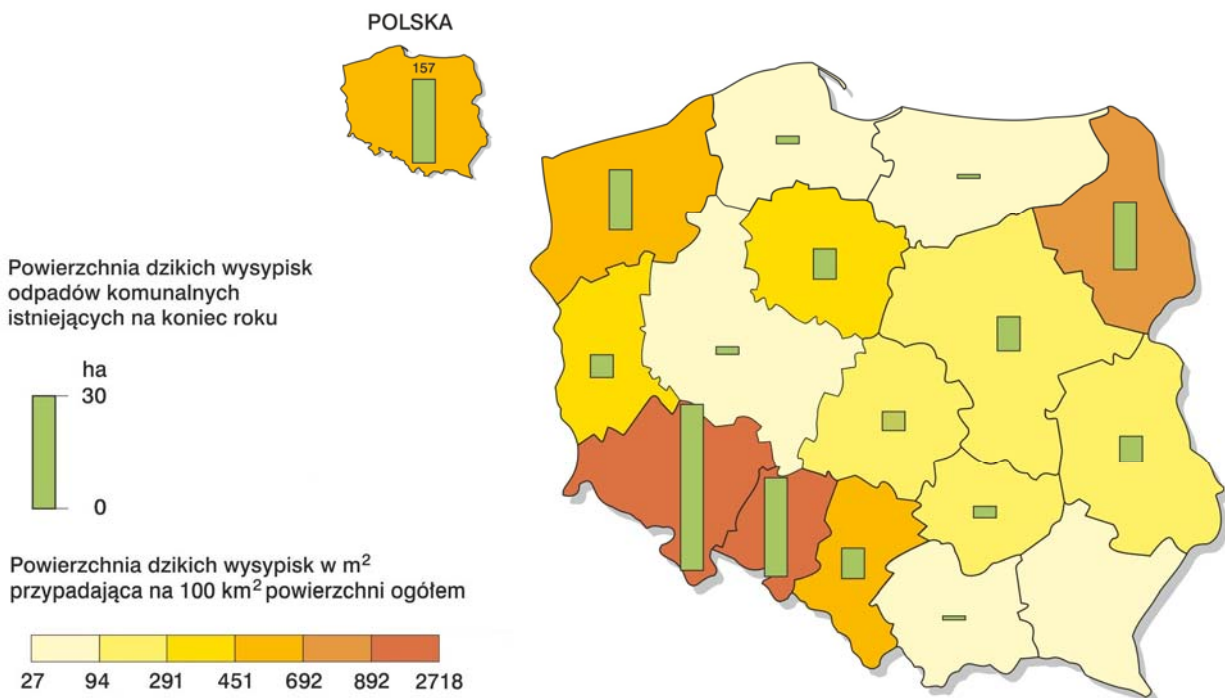 POLSKA
157
Powierzchnia dzikich wysypisk
odpadów komunalnych
istniejących na koniec roku
ha
30
0
Powierzchnia dzikich wysypisk w m²
przypadająca na 100 km² powierzchni ogółem
27 94 291 451 692 892 2718